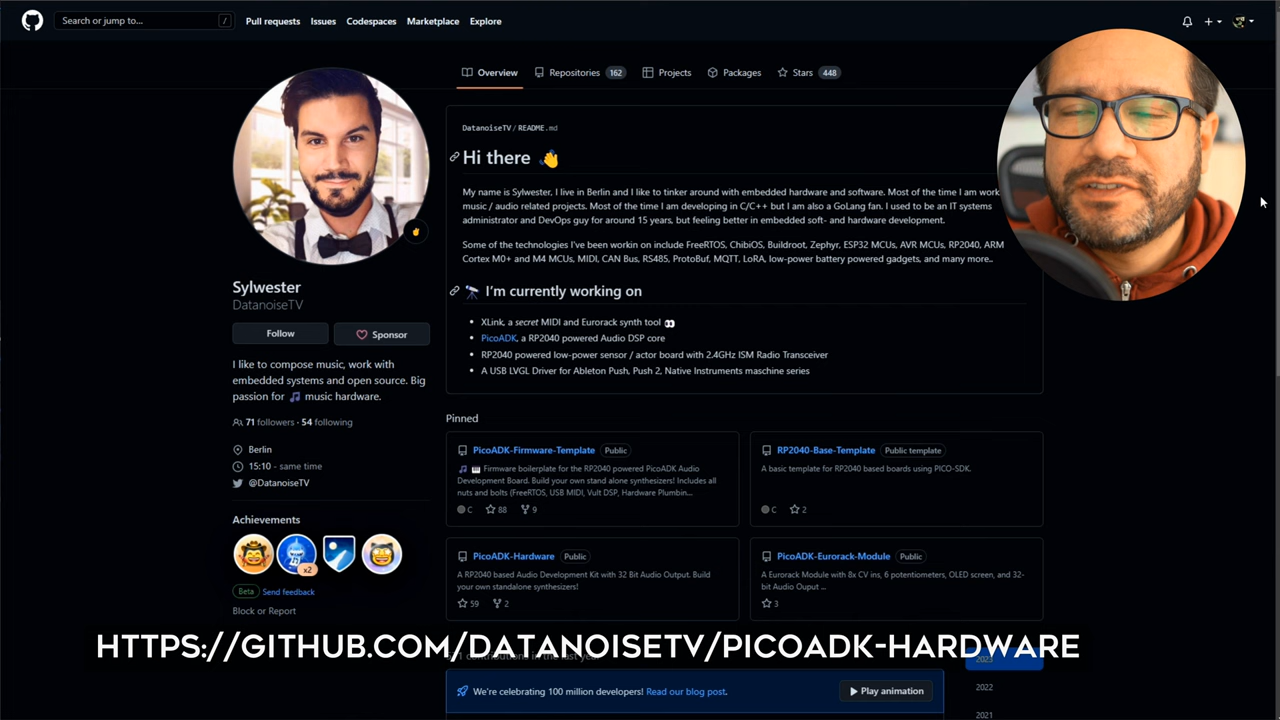 Search or jump to... /
Pull requests Issues Codespaces Marketplace Explore
Overview Repositories 162 Projects Packages Stars 448
DatanoiseTV / README.md
Hi there 👋
My name is Sylwester, I live in Berlin and I like to tinker around with embedded hardware and software. Most of the time I am work
music / audio related projects. Most of the time I am developing in C/C++ but I am also a GoLang fan. I used to be an IT systems
administrator and DevOps guy for around 15 years, but feeling better in embedded soft- and hardware development.
Some of the technologies I've been workin on include FreeRTOS, ChibiOS, Buildroot, Zephyr, ESP32 MCUs, AVR MCUs, RP2040, ARM
Cortex M0+ and M4 MCUs, MIDI, CAN Bus, RS485, ProtoBuf, MQTT, LoRA, low-power battery powered gadgets, and many more..
🔭 I'm currently working on
XLink, a secret MIDI and Eurorack synth tool 👀
PicoADK, a RP2040 powered Audio DSP core
RP2040 powered low-power sensor / actor board with 2.4GHz ISM Radio Transceiver
A USB LVGL Driver for Ableton Push, Push 2, Native Instruments maschine series
Sylwester
DatanoiseTV
Follow Sponsor
I like to compose music, work with
embedded systems and open source. Big
passion for 🎵 music hardware.
71 followers · 54 following
Berlin
15:10 - same time
@DatanoiseTV
Achievements
x2
Beta Send feedback
Block or Report
Pinned
PicoADK-Firmware-Template Public
🎵 🎹 Firmware boilerplate for the RP2040 powered PicoADK Audio
Development Board. Build your own stand alone synthesizers! Includes all
nuts and bolts (FreeRTOS, USB MIDI, Vult DSP, Hardware Plumbin...
C 88 9
RP2040-Base-Template Public template
A basic template for RP2040 based boards using PICO-SDK.
C 2
PicoADK-Hardware Public
A RP2040 based Audio Development Kit with 32 Bit Audio Output. Build
your own standalone synthesizers!
59 2
PicoADK-Eurorack-Module Public
A Eurorack Module with 8x CV ins, 6 potentiometers, OLED screen, and 32-
bit Audio Ouput ...
3
HTTPS://GITHUB.COM/DATANOISETV/PICOADK-HARDWARE
contributions in the last year
2023
We're celebrating 100 million developers! Read our blog post. Play animation
2022
2021